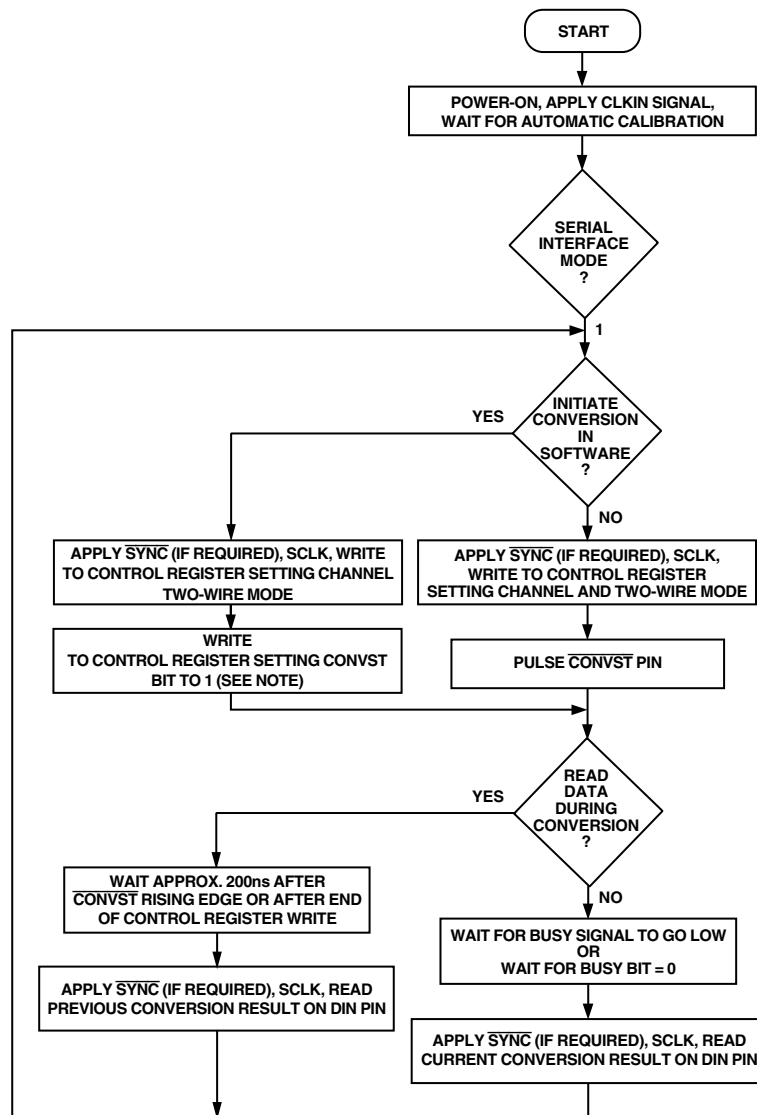 START
POWER-ON, APPLY CLKIN SIGNAL,
WAIT FOR AUTOMATIC CALIBRATION
SERIAL
INTERFACE
MODE
?
1
INITIATE
CONVERSION
IN
SOFTWARE
?
YES
NO
APPLY SYNC (IF REQUIRED), SCLK, WRITE
TO CONTROL REGISTER SETTING CHANNEL
TWO-WIRE MODE
APPLY SYNC (IF REQUIRED), SCLK,
WRITE TO CONTROL REGISTER
SETTING CHANNEL AND TWO-WIRE MODE
WRITE
TO CONTROL REGISTER SETTING CONVST
BIT TO 1 (SEE NOTE)
PULSE CONVST PIN
READ
DATA
DURING
CONVERSION
?
YES
NO
WAIT APPROX. 200ns AFTER
CONVST RISING EDGE OR AFTER END
OF CONTROL REGISTER WRITE
WAIT FOR BUSY SIGNAL TO GO LOW
OR
WAIT FOR BUSY BIT = 0
APPLY SYNC (IF REQUIRED), SCLK, READ
PREVIOUS CONVERSION RESULT ON DIN PIN
APPLY SYNC (IF REQUIRED), SCLK, READ
CURRENT CONVERSION RESULT ON DIN PIN